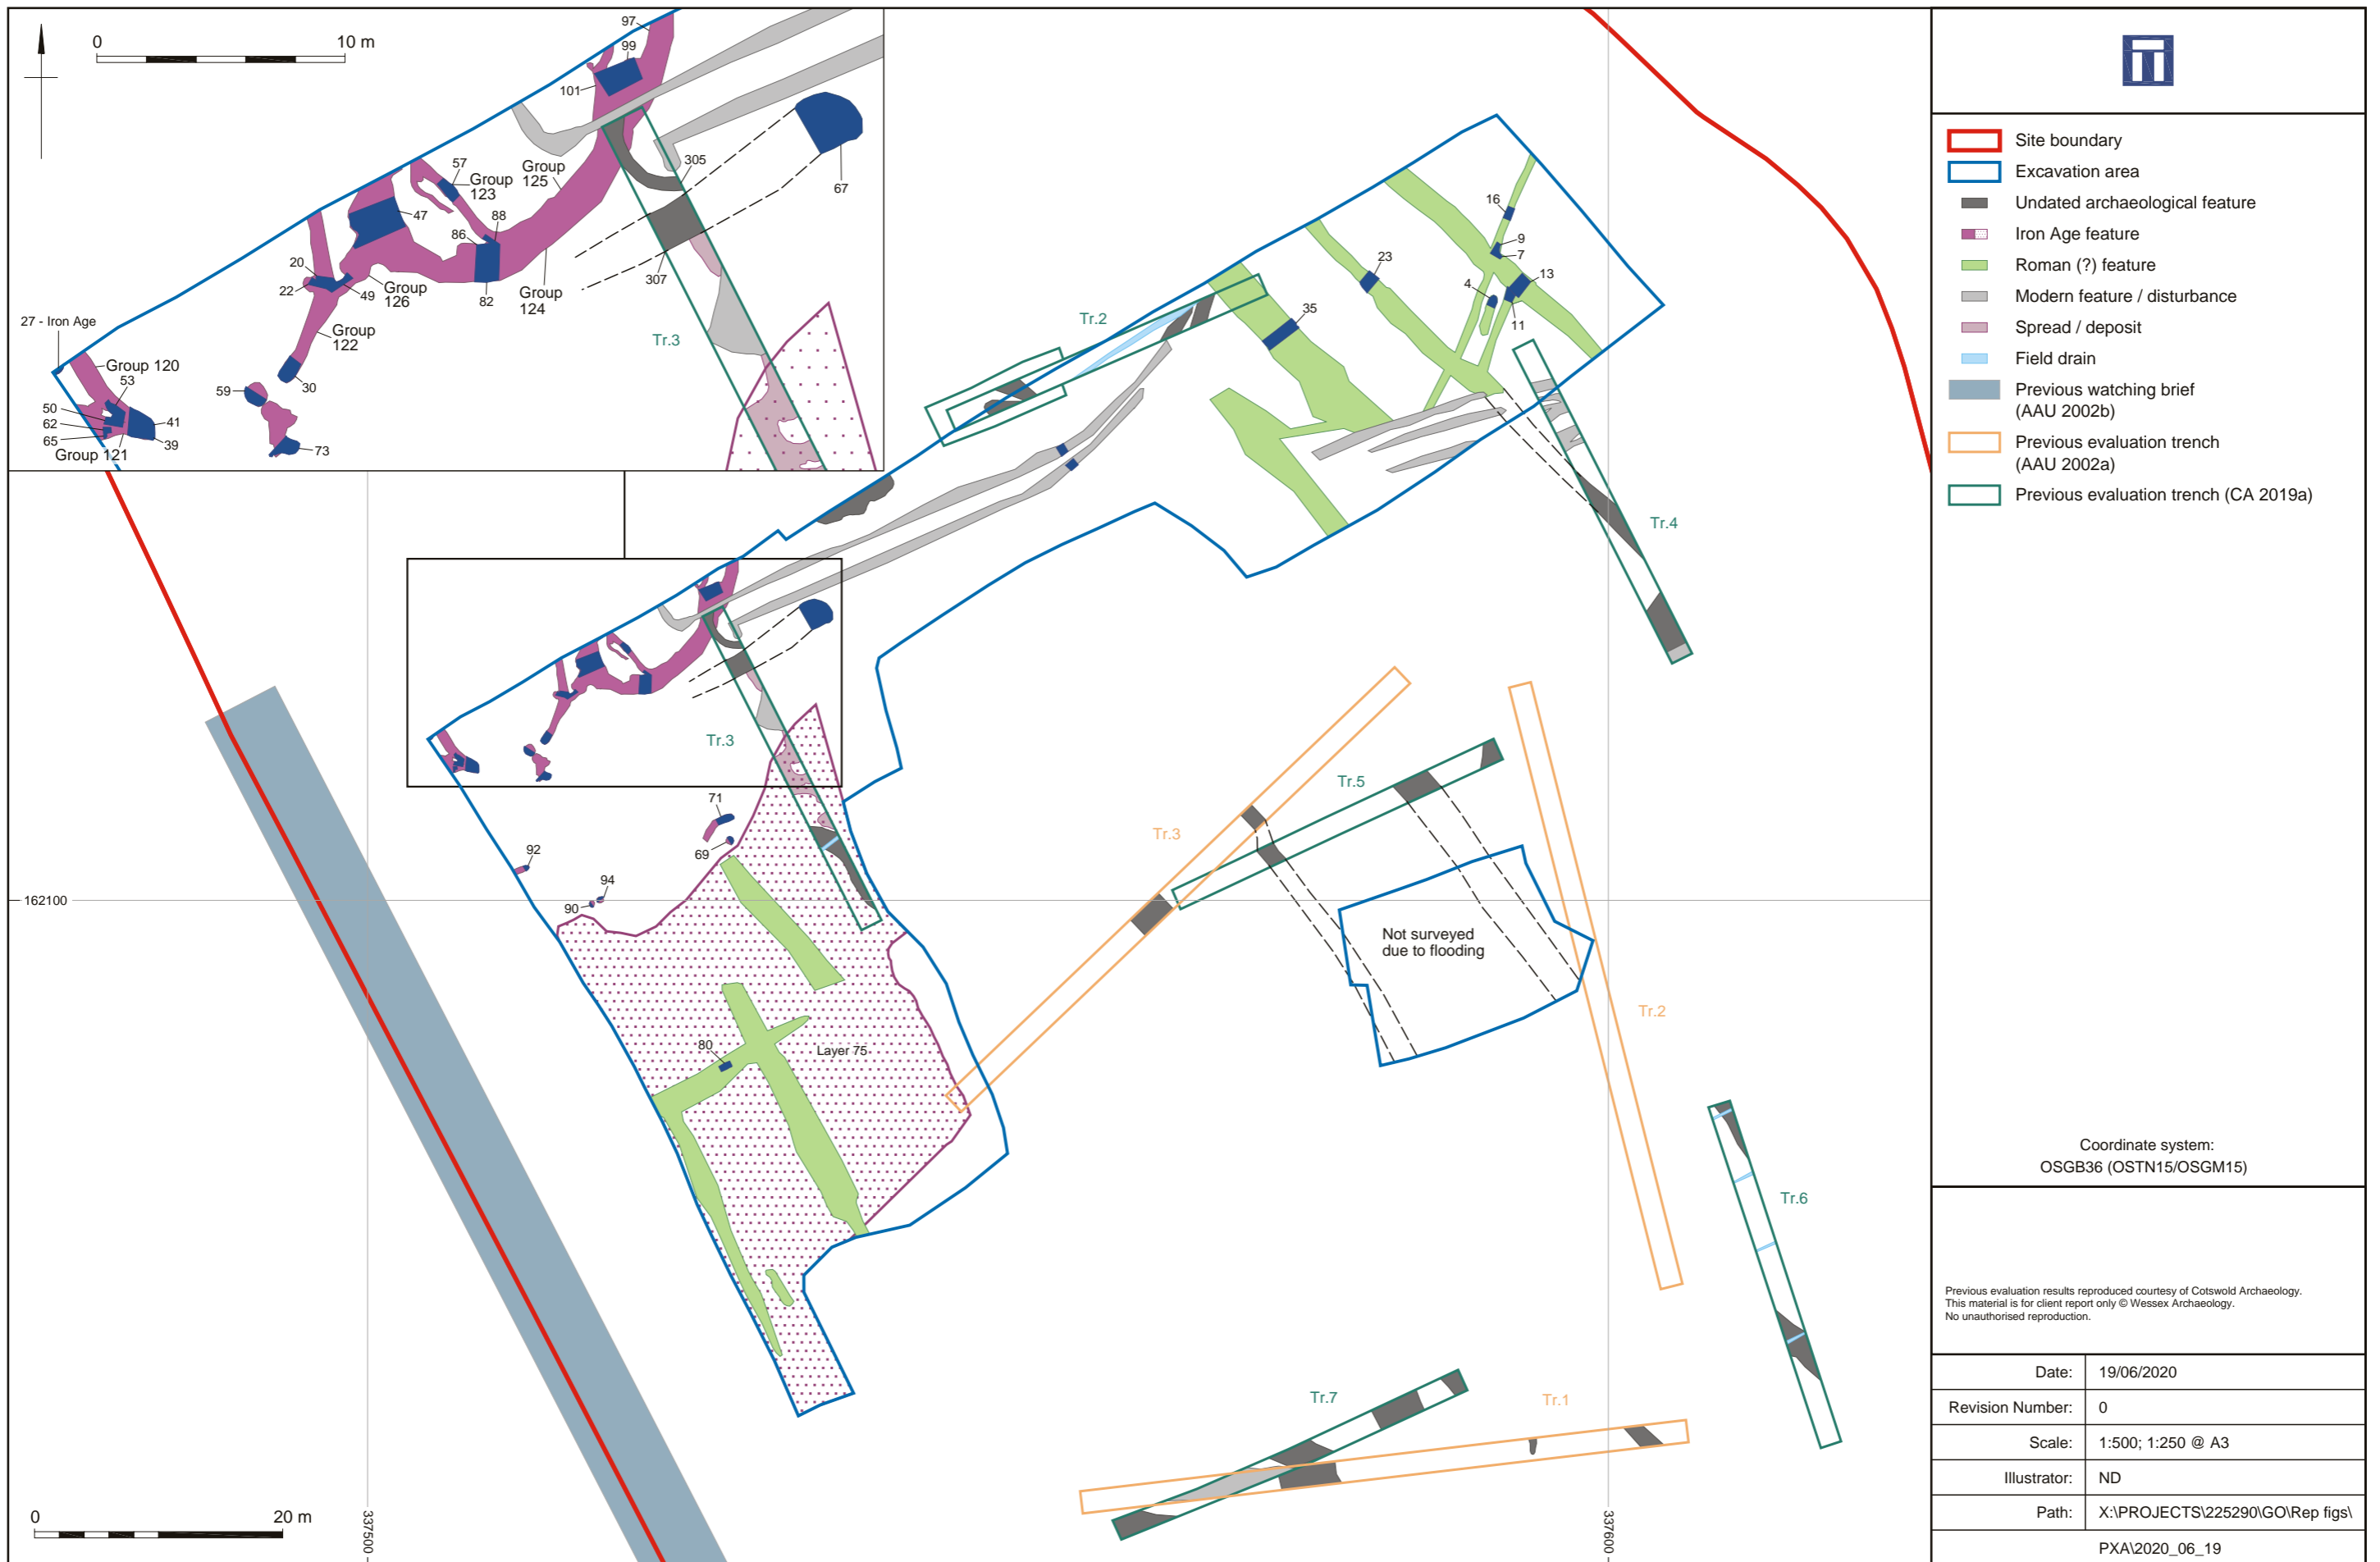 0
10 m
97
99
101
57
Group
123
Group
125
305
67
47
88
86
20
22
49
Group
126
82
Group
124
307
27 - Iron Age
Group
122
Tr.3
Group 120
53
59
30
50
62
65
41
39
Group 121
73
16
9
7
23
13
4
11
35
Tr.2
Tr.4
Tr.3
71
69
92
94
90
Tr.3
Tr.5
162100
Not surveyed
due to flooding
Tr.2
80
Layer 75
Tr.6
Tr.7
Tr.1
0
20 m
337500
337600
Site boundary
Excavation area
Undated archaeological feature
Iron Age feature
Roman (?) feature
Modern feature / disturbance
Spread / deposit
Field drain
Previous watching brief
(AAU 2002b)
Previous evaluation trench
(AAU 2002a)
Previous evaluation trench (CA 2019a)
Coordinate system:
OSGB36 (OSTN15/OSGM15)
Previous evaluation results reproduced courtesy of Cotswold Archaeology.
This material is for client report only © Wessex Archaeology.
No unauthorised reproduction.
Date: 19/06/2020
Revision Number: 0
Scale: 1:500; 1:250 @ A3
Illustrator: ND
Path: X:\PROJECTS\225290\GO\Rep figs\
PXA\2020_06_19